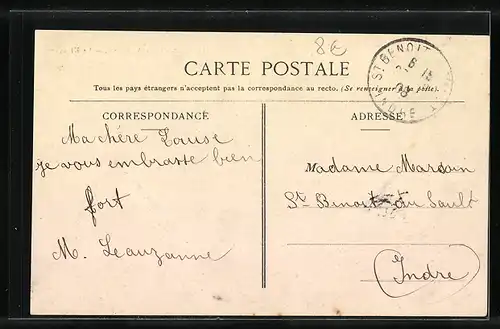 8€
CARTE POSTALE
Tous les pays étrangers n'acceptent pas la correspondance au recto. (Se renseigner à la poste).
CORRESPONDANCE
Ma chère Louise
je vous embrasse bien
fort
M. Leauzanne
ST BENOIT
INDRE
ADRESSE
Madame Mardoin
St Benoit du Sault
Indre